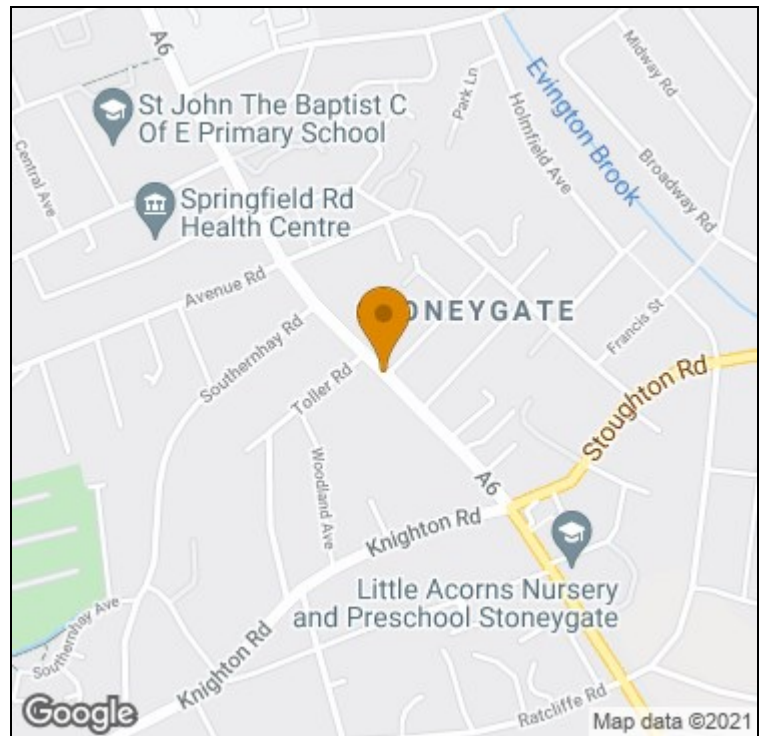 A6
Midway Rd
St John The Baptist C
Of E Primary School
Park Ln
Holmfield Ave
Evington Brook
Broadway Rd
Central Ave
Springfield Rd
Health Centre
Avenue Rd
ONEYGATE
Francis St
Southernhay Rd
Toller Rd
Stoughton Rd
Woodland Ave
A6
Knighton Rd
Little Acorns Nursery
and Preschool Stoneygate
Southernhay Ave
Knighton Rd
Ratcliffe Rd
Google
Map data ©2021